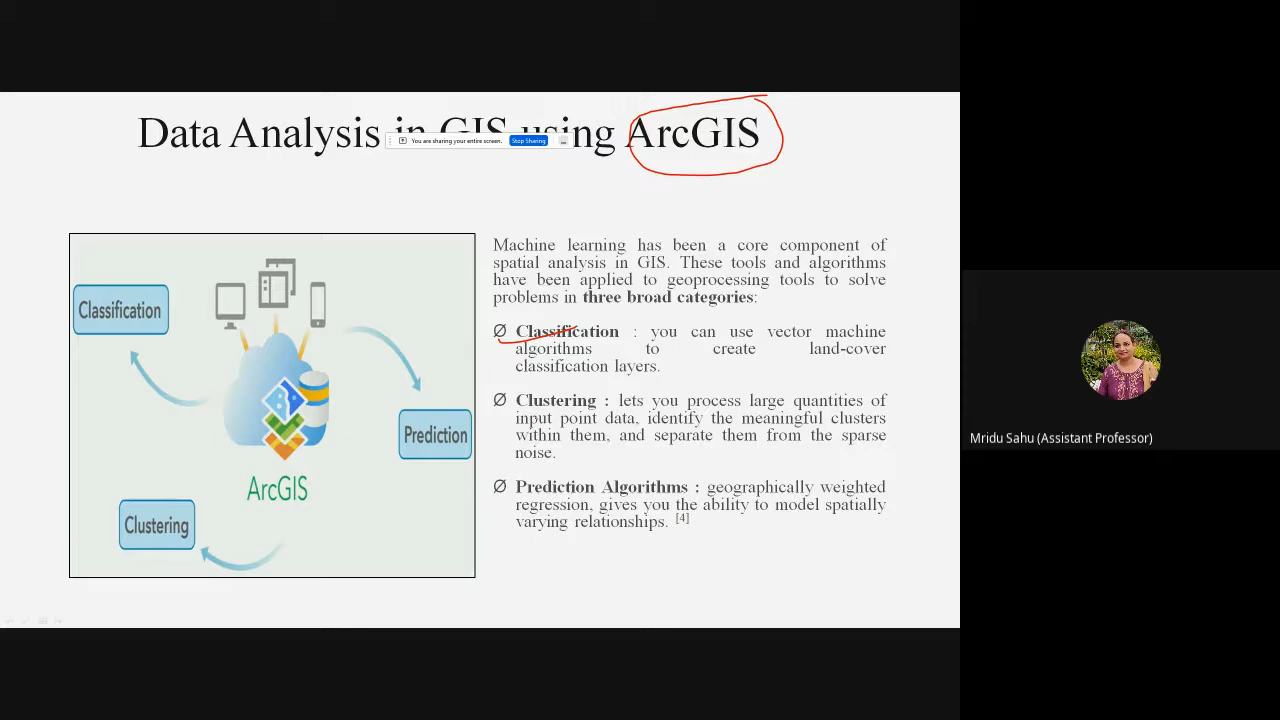 Data Analysis in GIS using ArcGIS
You are sharing your entire screen.
Stop Sharing
Classification
Prediction
ArcGIS
Clustering
Machine learning has been a core component of
spatial analysis in GIS. These tools and algorithms
have been applied to geoprocessing tools to solve
problems in three broad categories:
Ø Classification : you can use vector machine
algorithms to create land-cover
classification layers.
Ø Clustering : lets you process large quantities of
input point data, identify the meaningful clusters
within them, and separate them from the sparse
noise.
Ø Prediction Algorithms : geographically weighted
regression, gives you the ability to model spatially
varying relationships. [4]
Mridu Sahu (Assistant Professor)